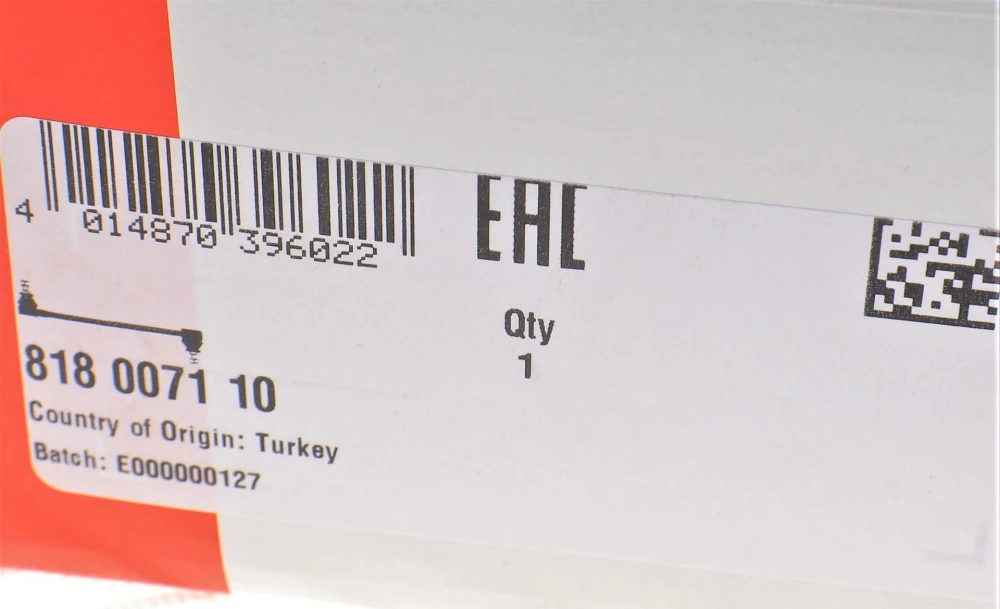 4 014870 396022
EAC
Qty
1
818 0071 10
Country of Origin: Turkey
Batch: E000000127